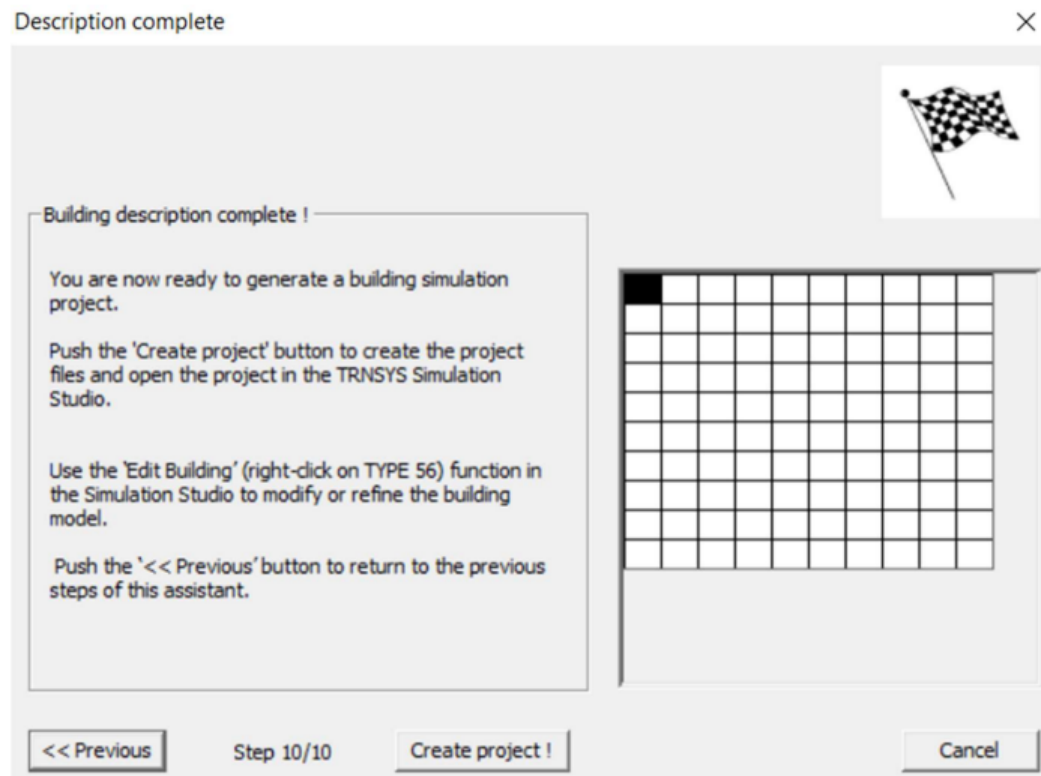 Description complete
Building description complete !
You are now ready to generate a building simulation
project.
Push the 'Create project' button to create the project
files and open the project in the TRNSYS Simulation
Studio.
Use the 'Edit Building' (right-click on TYPE 56) function in
the Simulation Studio to modify or refine the building
model.
Push the '<< Previous' button to return to the previous
steps of this assistant.
<< Previous
Step 10/10
Create project !
Cancel